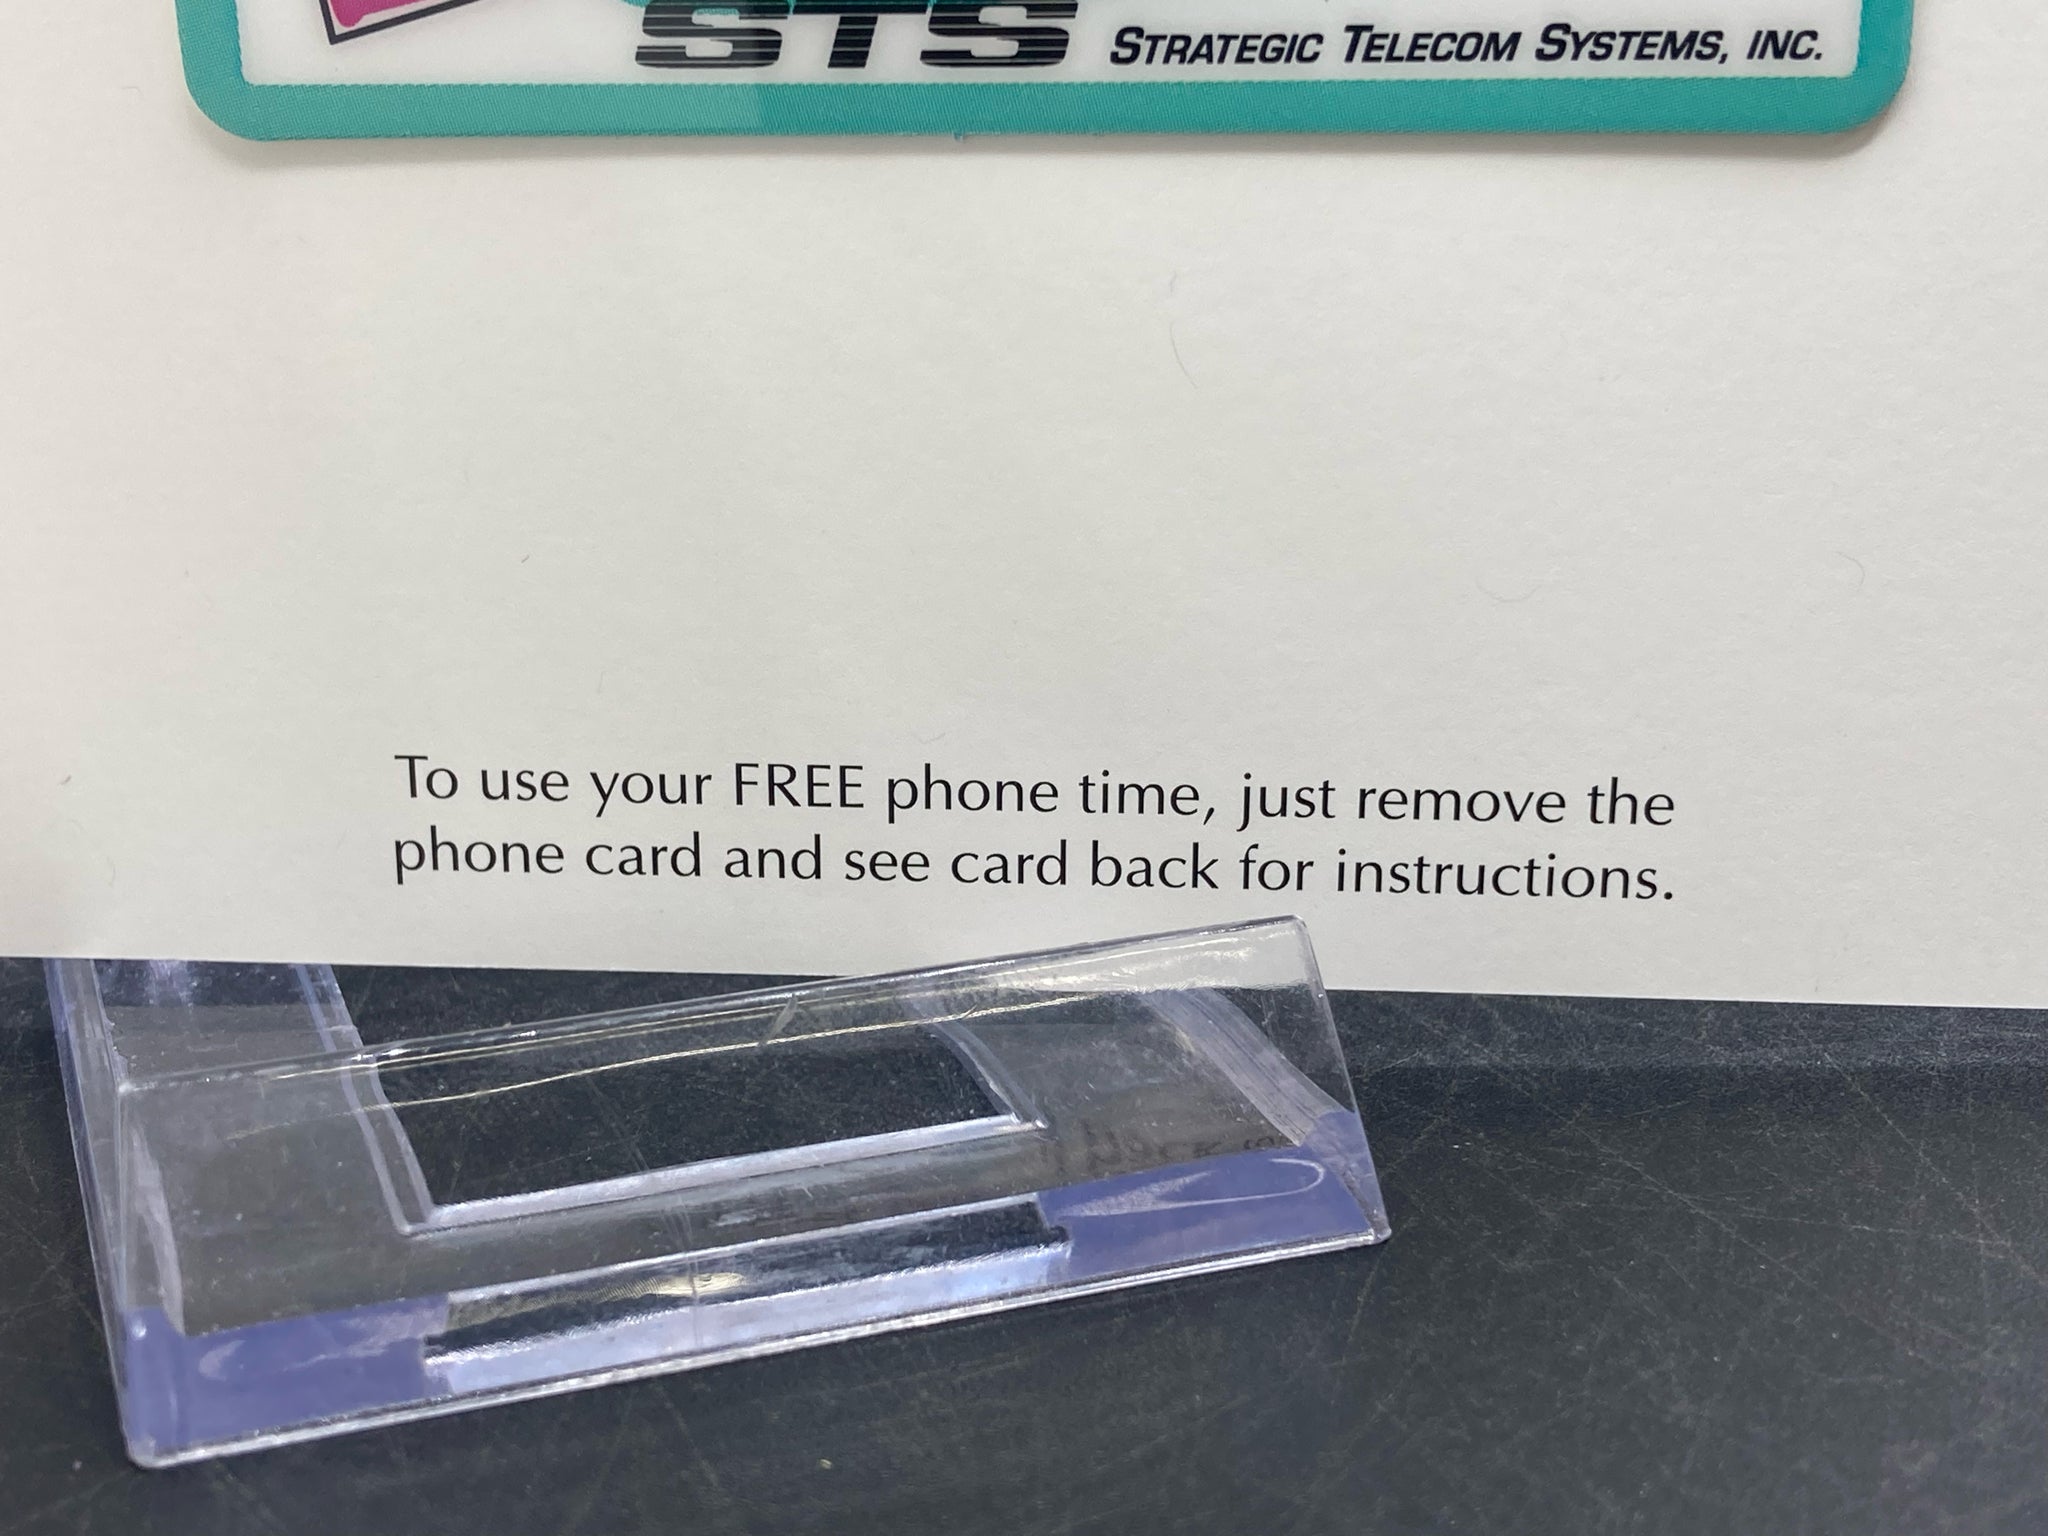 STS STRATEGIC TELECOM SYSTEMS, INC.
To use your FREE phone time, just remove the
phone card and see card back for instructions.